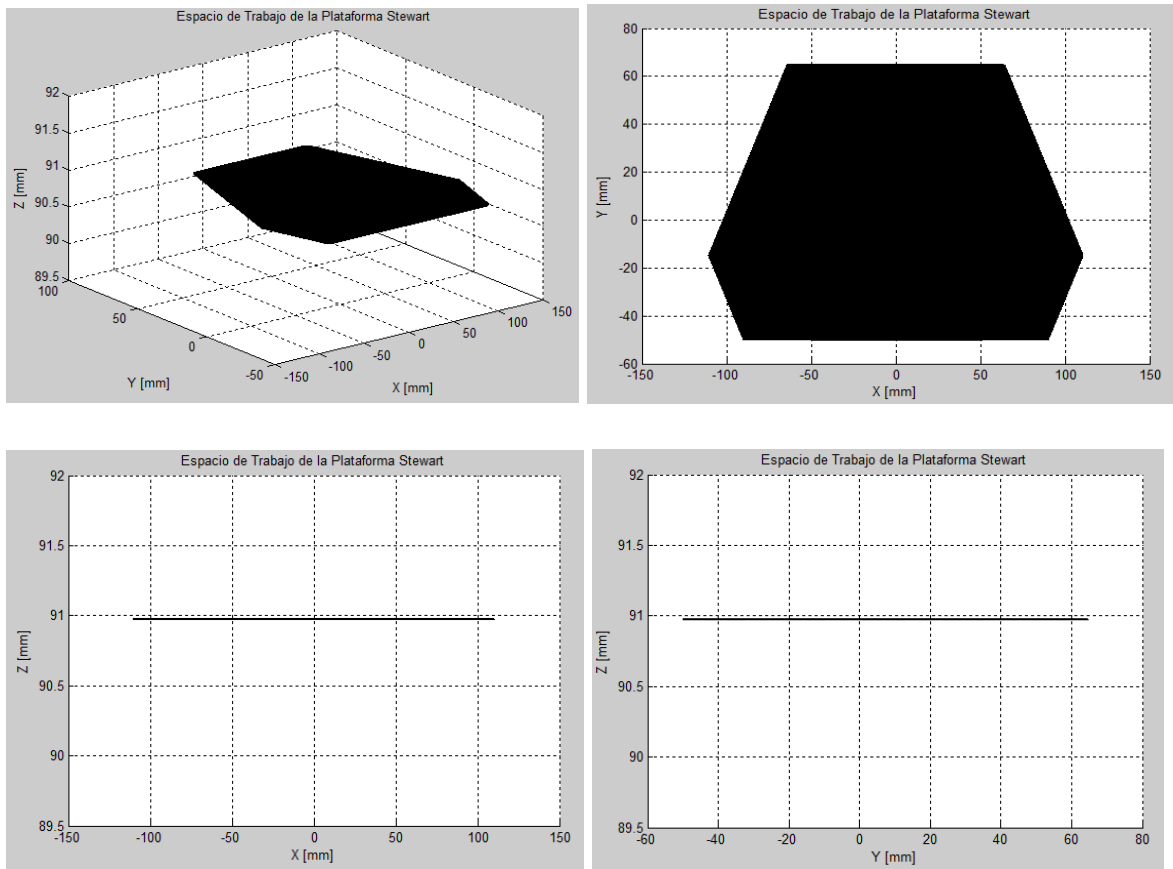 Espacio de Trabajo de la Plataforma Stewart
92
91.5
91
90.5
90
89.5
Z [mm]
100
50
0
-50
Y [mm]
-150
-100
-50
0
50
100
150
X [mm]
Espacio de Trabajo de la Plataforma Stewart
80
60
40
20
0
-20
-40
-60
Y [mm]
-150 -100 -50 0 50 100 150
X [mm]
Espacio de Trabajo de la Plataforma Stewart
92
91.5
91
90.5
90
89.5
Z [mm]
-150 -100 -50 0 50 100 150
X [mm]
Espacio de Trabajo de la Plataforma Stewart
92
91.5
91
90.5
90
89.5
Z [mm]
-60 -40 -20 0 20 40 60 80
Y [mm]